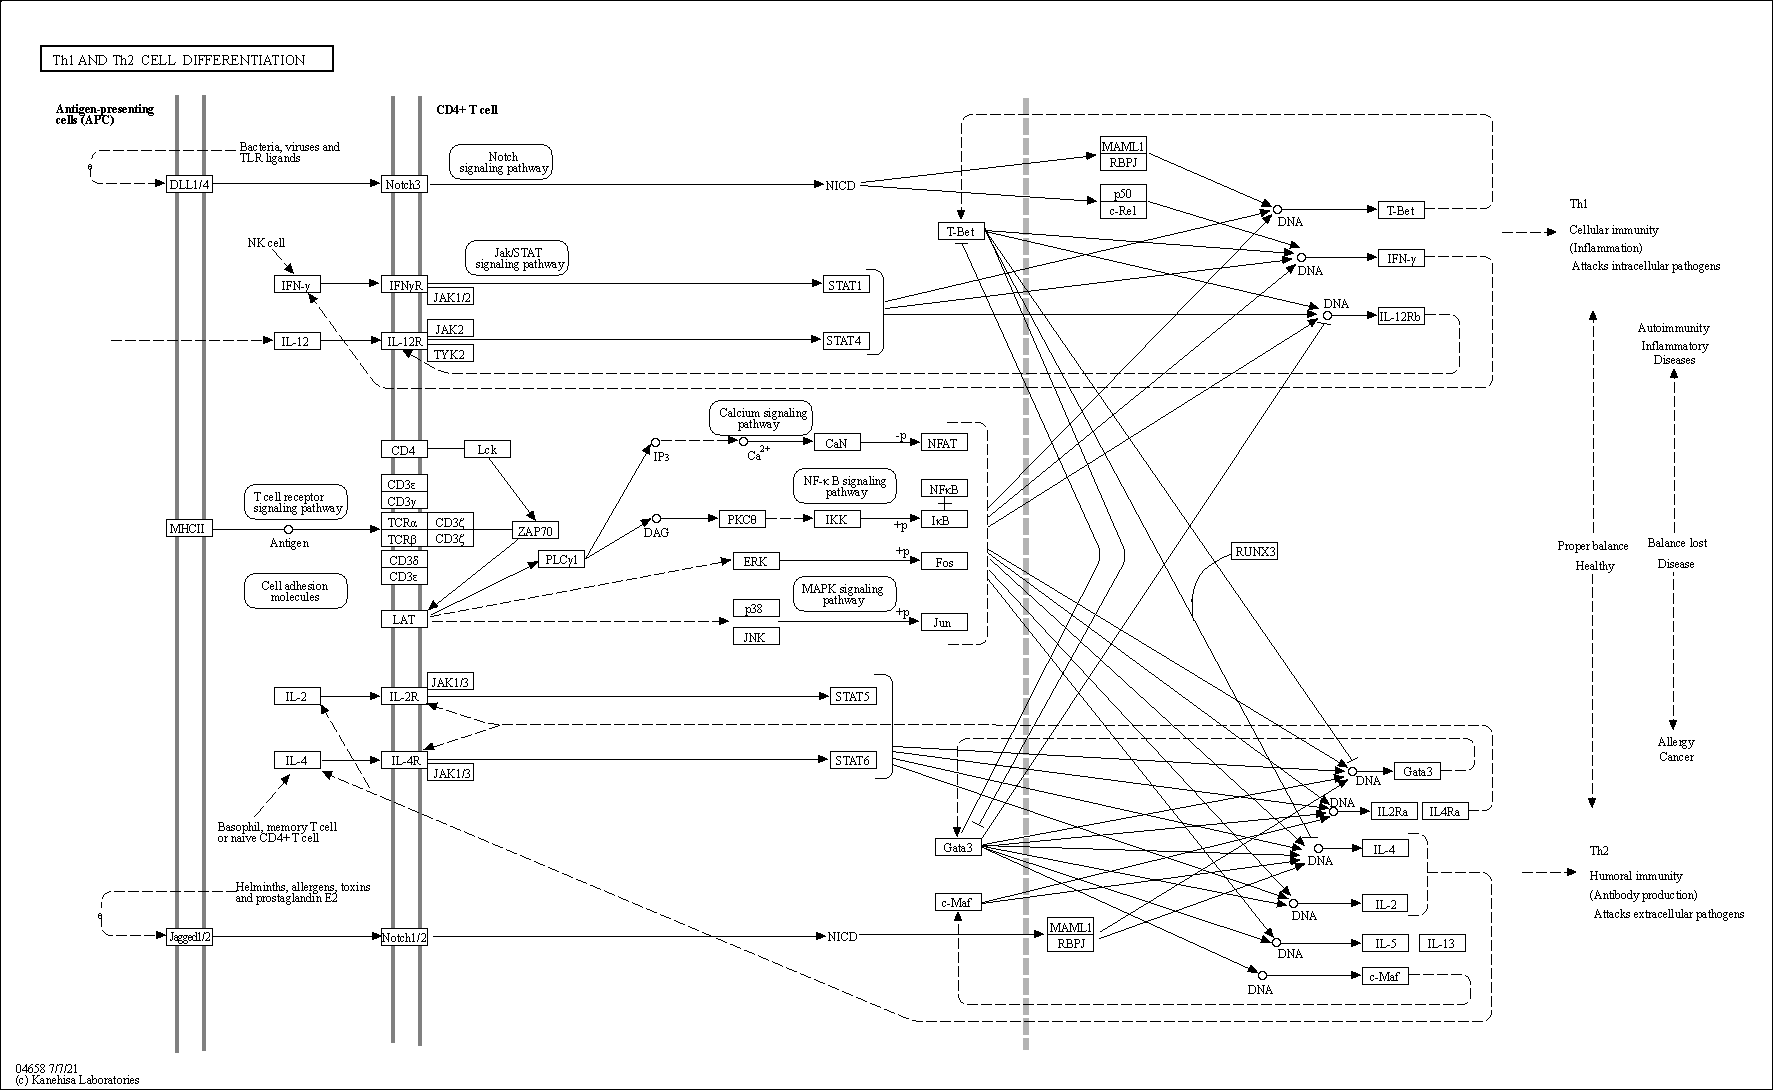 Th1 AND Th2 CELL DIFFERENTIATION
Antigen-presenting
cells (APC)
CD4+ T cell
Bacteria, viruses and
TLR ligands
e
DLL1/4
Notch3
Notch
signaling pathway
NICD
MAML1
RBPJ
p50
c-Rel
DNA
T-Bet
T-Bet
NK cell
IFN-γ
IFNγR
JAK1/2
Jak/STAT
signaling pathway
STAT1
DNA
IFN-γ
IL-12
IL-12R
JAK2
TYK2
STAT4
DNA
IL-12Rb
Th1
Cellular immunity
(Inflammation)
Attacks intracellular pathogens
Autoimmunity
Inflammatory
Diseases
CD4
Lck
IP3
Calcium signaling
pathway
Ca2+
CaN
-p
NFAT
CD3ε
CD3γ
T cell receptor
signaling pathway
NF-κ B signaling
pathway
NFκB
MHCII
Antigen
TCRα
CD3ζ
TCRβ
CD3ζ
ZAP70
DAG
PKCθ
IKK
+p
IκB
CD3δ
CD3ε
PLCγ1
ERK
+p
Fos
RUNX3
Proper balance
Healthy
Balance lost
Disease
Cell adhesion
molecules
LAT
p38
JNK
MAPK signaling
pathway
+p
Jun
IL-2
IL-2R
JAK1/3
STAT5
IL-4
IL-4R
JAK1/3
STAT6
Basophil, memory T cell
or naive CD4+ T cell
DNA
Gata3
DNA
IL2Ra
IL4Ra
Allergy
Cancer
Gata3
DNA
IL-4
c-Maf
DNA
IL-2
Th2
Humoral immunity
(Antibody production)
Attacks extracellular pathogens
Helminths, allergens, toxins
and prostaglandin E2
e
Jagged1/2
Notch1/2
NICD
MAML1
RBPJ
DNA
IL-5
IL-13
DNA
c-Maf
04658 7/7/21
(c) Kanehisa Laboratories